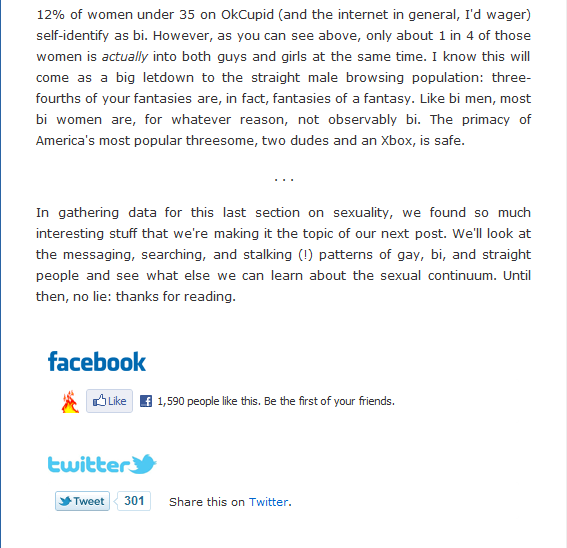 12% of women under 35 on OkCupid (and the internet in general, I'd wager)
self-identify as bi. However, as you can see above, only about 1 in 4 of those
women is actually into both guys and girls at the same time. I know this will
come as a big letdown to the straight male browsing population: three-
fourths of your fantasies are, in fact, fantasies of a fantasy. Like bi men, most
bi women are, for whatever reason, not observably bi. The primacy of
America's most popular threesome, two dudes and an Xbox, is safe.
. . .
In gathering data for this last section on sexuality, we found so much
interesting stuff that we're making it the topic of our next post. We'll look at
the messaging, searching, and stalking (!) patterns of gay, bi, and straight
people and see what else we can learn about the sexual continuum. Until
then, no lie: thanks for reading.
facebook
Like f 1,590 people like this. Be the first of your friends.
twitter
Tweet 301 Share this on Twitter.